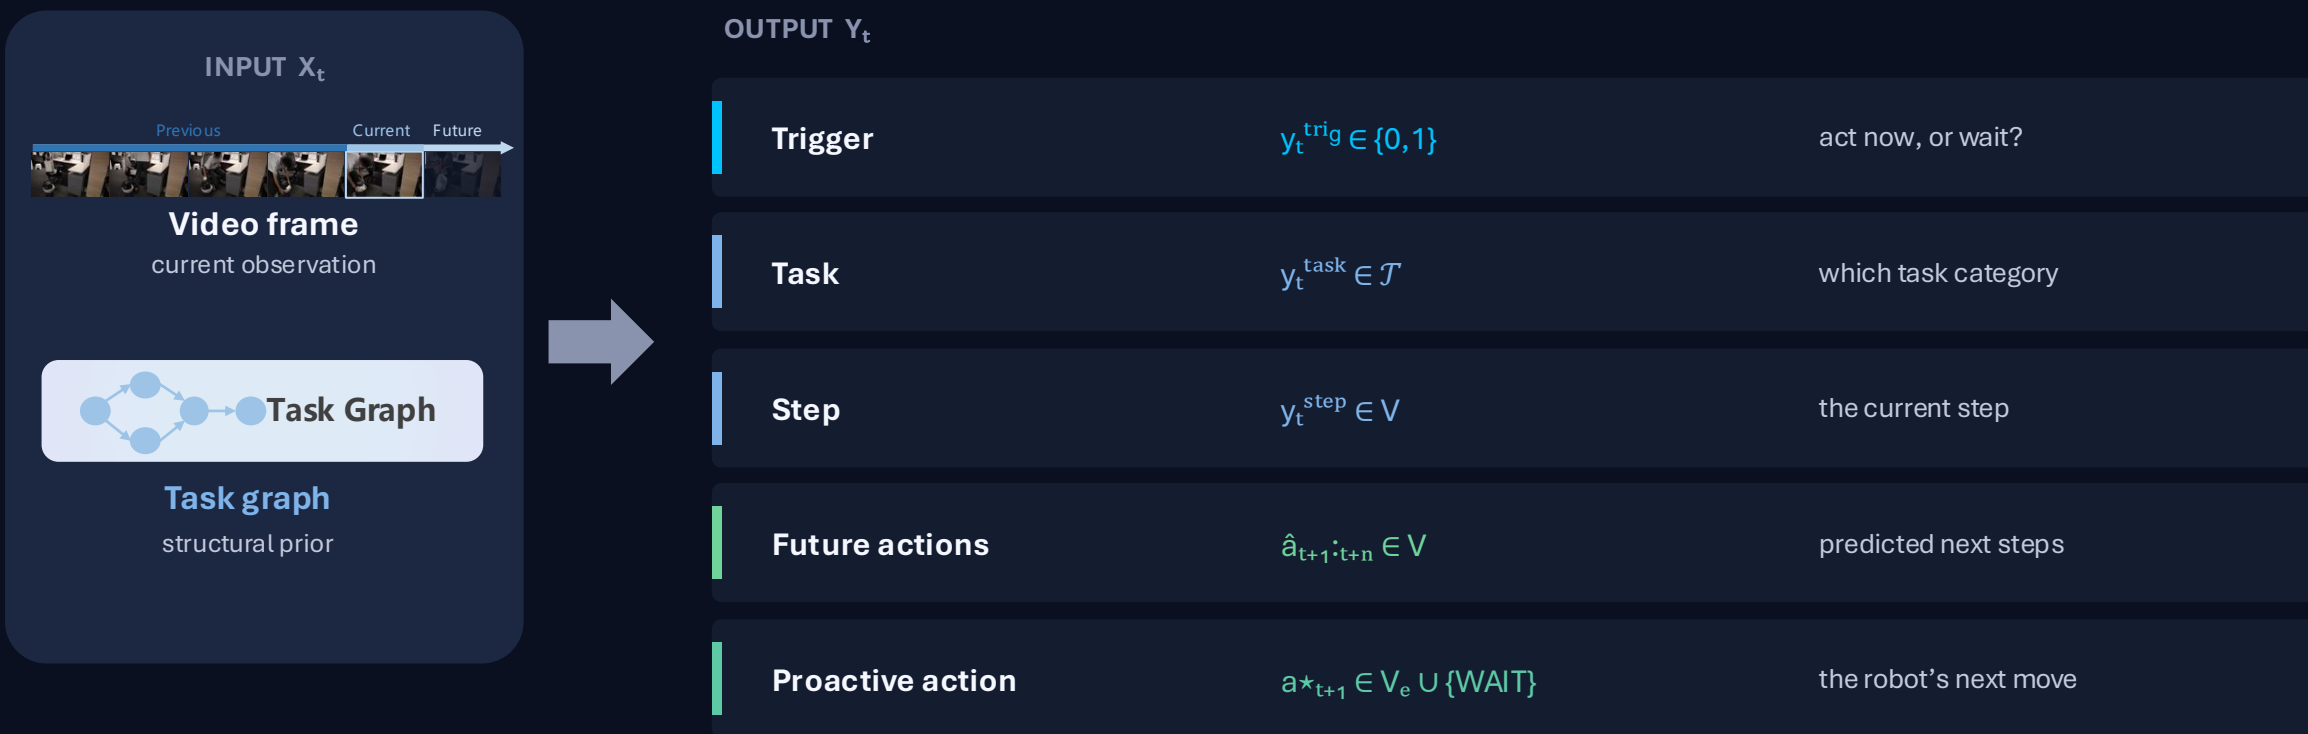 INPUT Xₜ
Previous Current Future
Video frame
current observation
Task Graph
Task graph
structural prior
OUTPUT Yₜ
Trigger yₜᵗʳⁱᵍ ∈ {0,1} act now, or wait?
Task yₜᵗᵃˢᵏ ∈ 𝒯 which task category
Step yₜˢᵗᵉᵖ ∈ V the current step
Future actions âₜ₊₁:ₜ₊ₙ ∈ V predicted next steps
Proactive action a⋆ₜ₊₁ ∈ Vₑ ∪ {WAIT} the robot’s next move